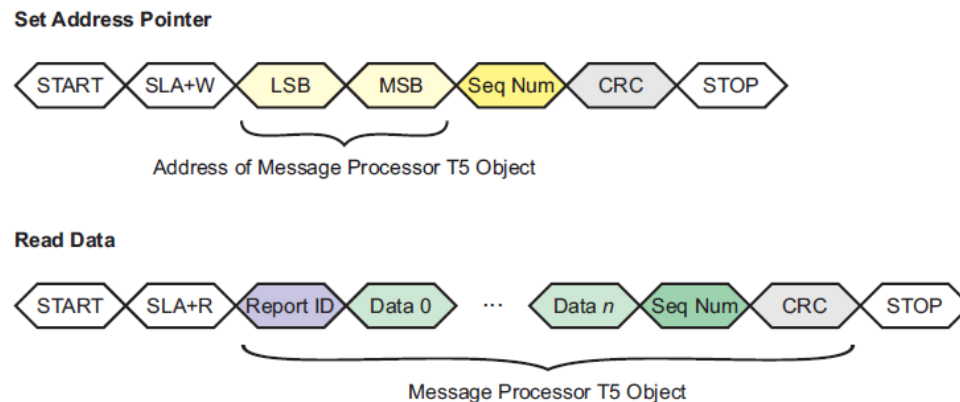 Set Address Pointer
START SLA+W LSB MSB Seq Num CRC STOP
Address of Message Processor T5 Object
Read Data
START SLA+R Report ID Data 0 ... Data n Seq Num CRC STOP
Message Processor T5 Object